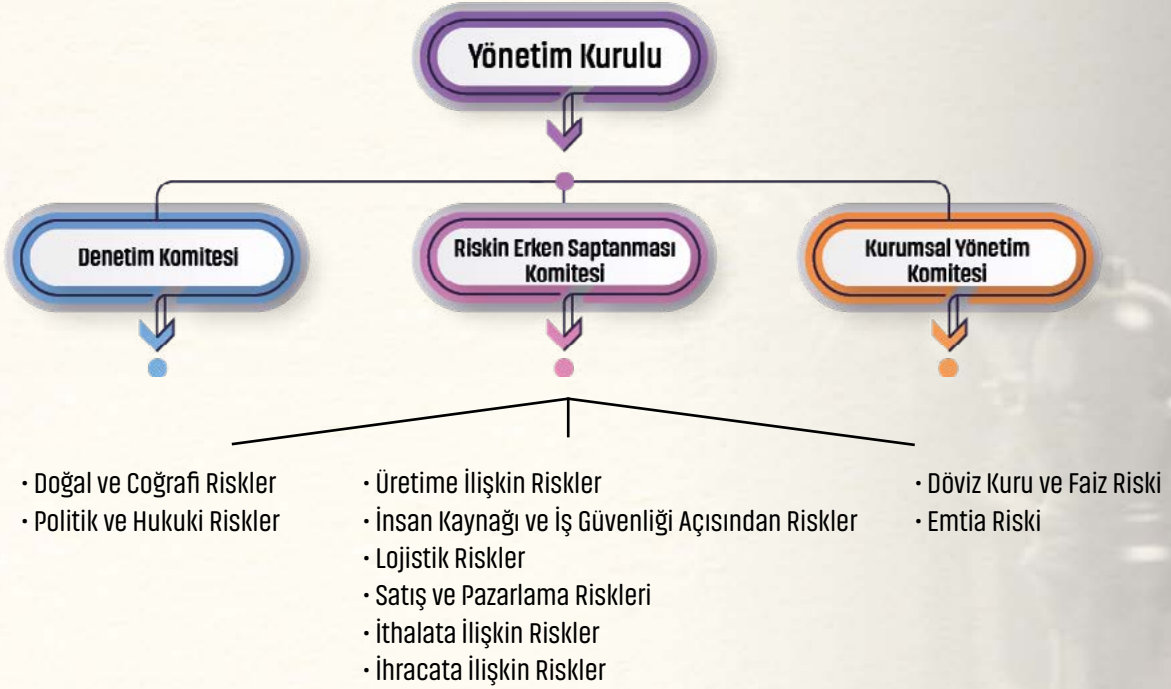 Yönetim Kurulu
Denetim Komitesi
Riskin Erken Saptanması
Komitesi
Kurumsal Yönetim
Komitesi
• Doğal ve Coğrafi Riskler
• Politik ve Hukuki Riskler
• Üretime İlişkin Riskler
• İnsan Kaynağı ve İş Güvenliği Açısından Riskler
• Lojistik Riskler
• Satış ve Pazarlama Riskleri
• İthalata İlişkin Riskler
• İhracata İlişkin Riskler
• Döviz Kuru ve Faiz Riski
• Emtia Riski